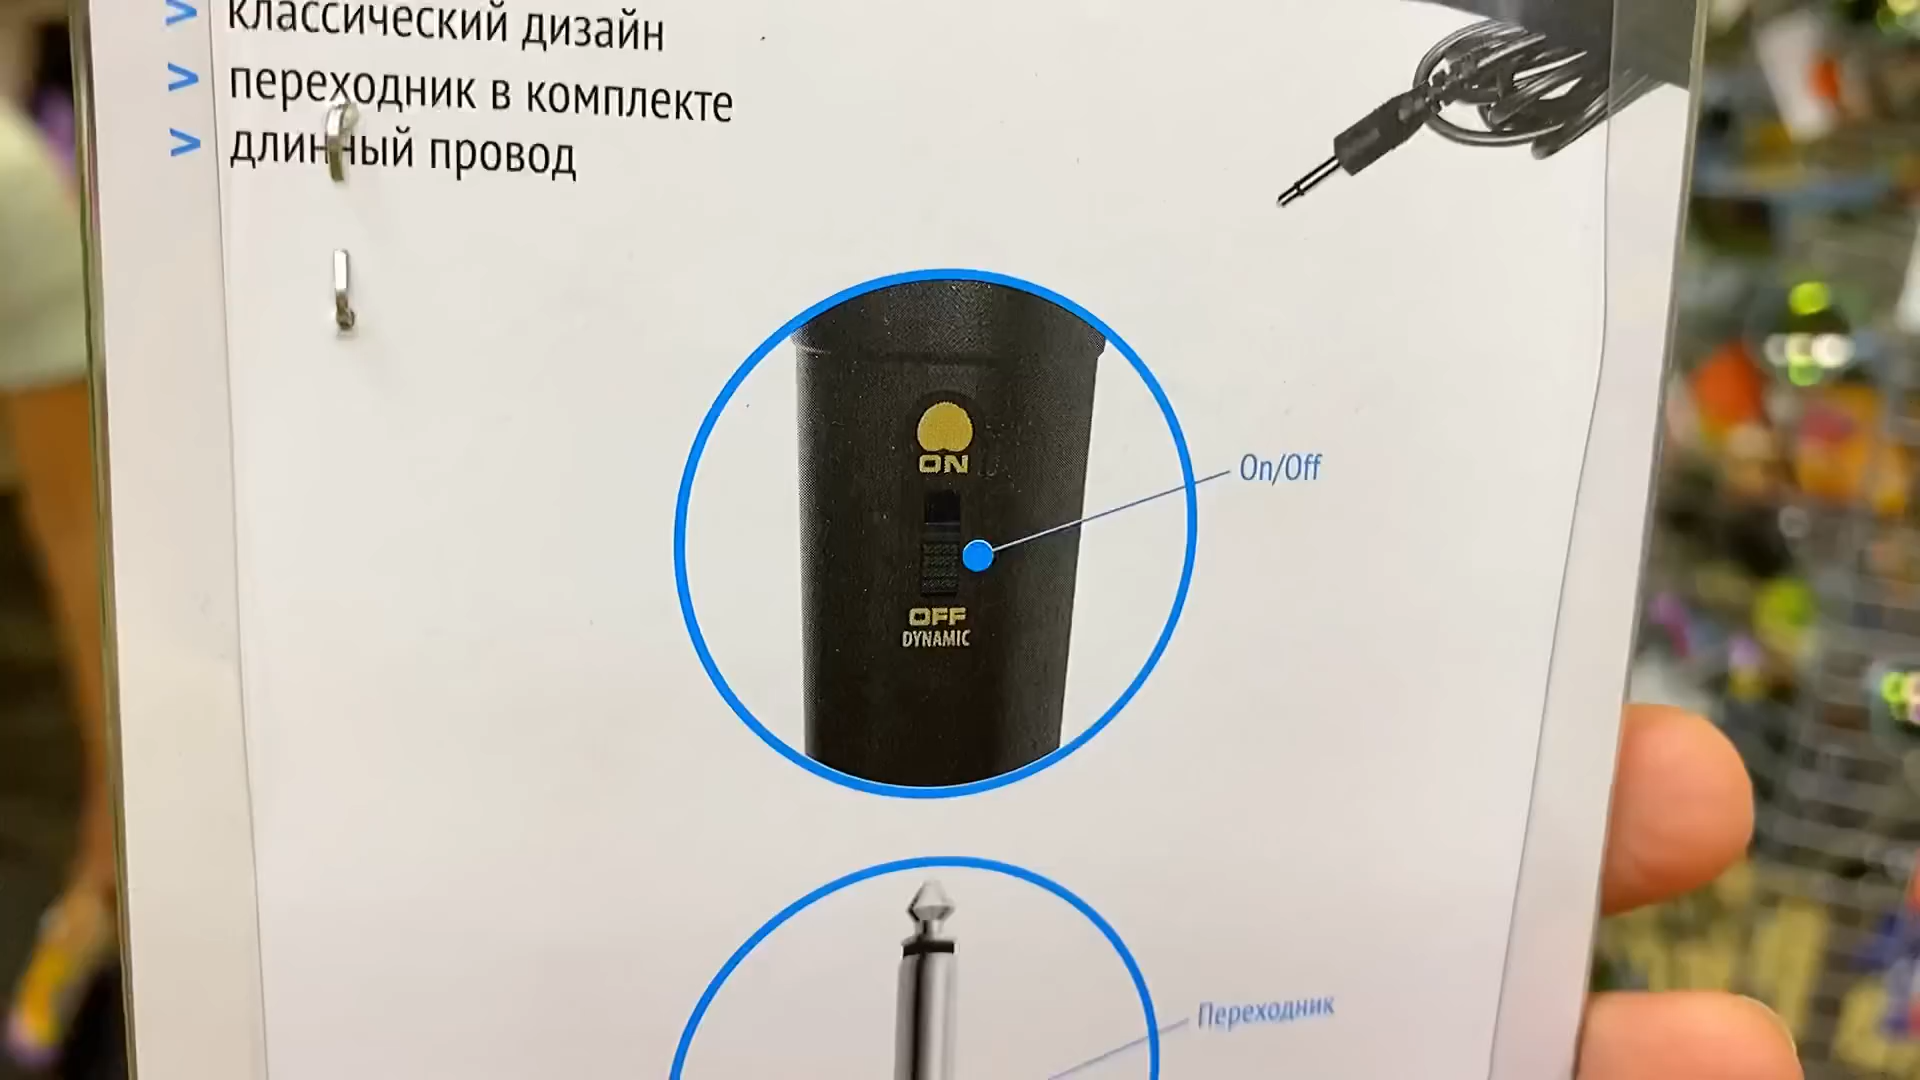 классический дизайн
> переходник в комплекте
> длинный провод
ON
On/Off
OFF
DYNAMIC
Переходник